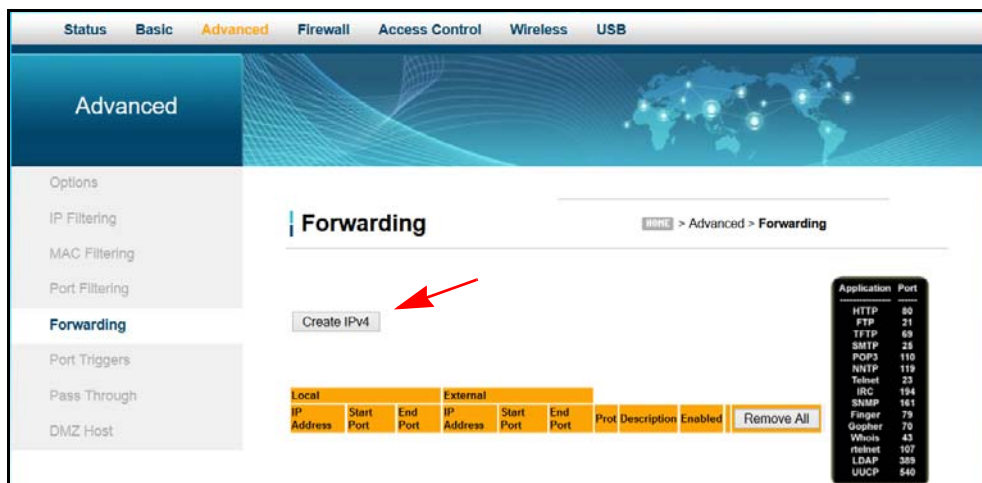 Status Basic Advanced Firewall Access Control Wireless USB
Advanced
Options
IP Filtering
MAC Filtering
Port Filtering
Forwarding
Port Triggers
Pass Through
DMZ Host
Forwarding
HOME > Advanced > Forwarding
Create IPv4
Local External
IP Address Start Port End Port IP Address Start Port End Port Prot Description Enabled Remove All
Application Port
HTTP 80
FTP 21
TFTP 69
SMTP 25
POP3 110
NNTP 119
Telnet 23
IRC 194
SNMP 161
Finger 79
Gopher 70
Whois 43
rtelnet 107
LDAP 389
UUCP 540